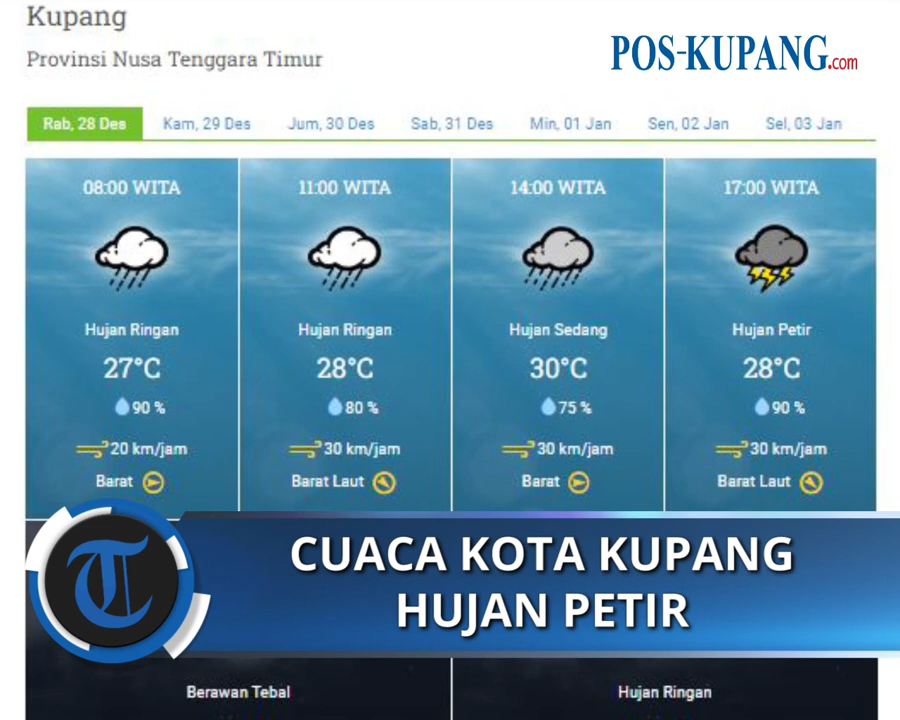 Kupang
Provinsi Nusa Tenggara Timur
POS-KUPANG.com
Rab, 28 Des Kam, 29 Des Jum, 30 Des Sab, 31 Des Min, 01 Jan Sen, 02 Jan Sel, 03 Jan
08:00 WITA 11:00 WITA 14:00 WITA 17:00 WITA
Hujan Ringan Hujan Ringan Hujan Sedang Hujan Petir
27°C 28°C 30°C 28°C
90 % 80 % 75 % 90 %
20 km/jam 30 km/jam 30 km/jam 30 km/jam
Barat Barat Laut Barat Barat Laut
T
CUACA KOTA KUPANG
HUJAN PETIR
Berawan Tebal Hujan Ringan